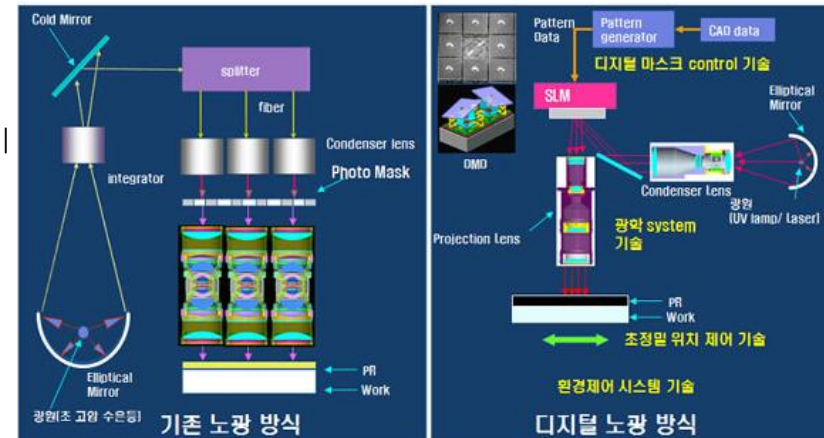 Cold Mirror
splitter
fiber
Condenser lens
Photo Mask
integrator
Elliptical
Mirror
광원(초 고압 수은등)
PR
Work
기존 노광 방식
Pattern
Data
Pattern
generator
CAD data
디지털 마스크 control 기술
SLM
DMD
Elliptical
Mirror
Condenser Lens
광원
(UV lamp/ Laser)
Projection Lens
광학 system
기술
PR
Work
초정밀 위치 제어 기술
환경제어 시스템 기술
디지털 노광 방식